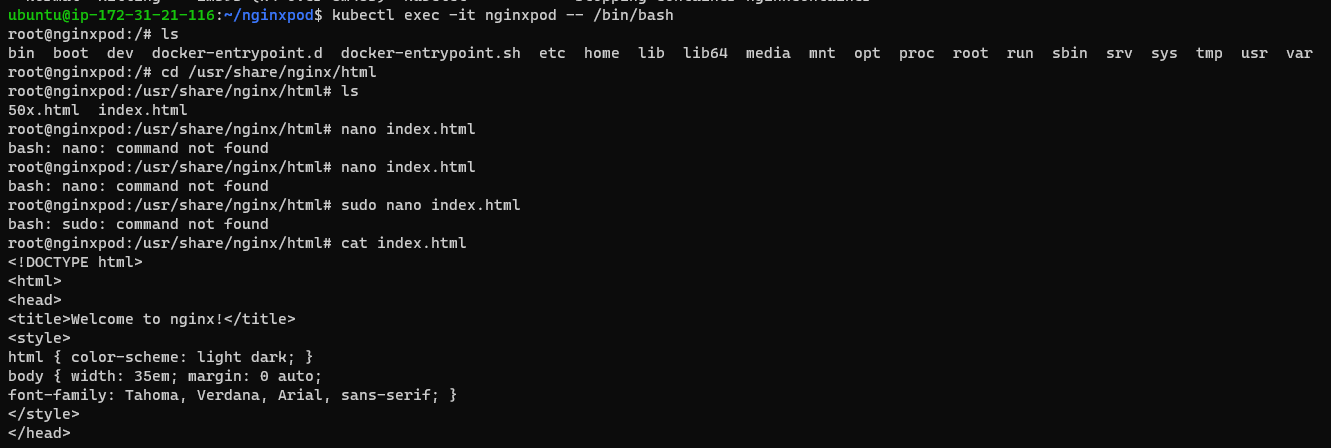 ubuntu@ip-172-31-21-116:~/nginxpod$ kubectl exec -it nginxpod -- /bin/bash
root@nginxpod:/# ls
bin  boot  dev  docker-entrypoint.d  docker-entrypoint.sh  etc  home  lib  lib64  media  mnt  opt  proc  root  run  sbin  srv  sys  tmp  usr  var
root@nginxpod:/# cd /usr/share/nginx/html
root@nginxpod:/usr/share/nginx/html# ls
50x.html  index.html
root@nginxpod:/usr/share/nginx/html# nano index.html
bash: nano: command not found
root@nginxpod:/usr/share/nginx/html# nano index.html
bash: nano: command not found
root@nginxpod:/usr/share/nginx/html# sudo nano index.html
bash: sudo: command not found
root@nginxpod:/usr/share/nginx/html# cat index.html
<!DOCTYPE html>
<html>
<head>
<title>Welcome to nginx!</title>
<style>
html { color-scheme: light dark; }
body { width: 35em; margin: 0 auto;
font-family: Tahoma, Verdana, Arial, sans-serif; }
</style>
</head>